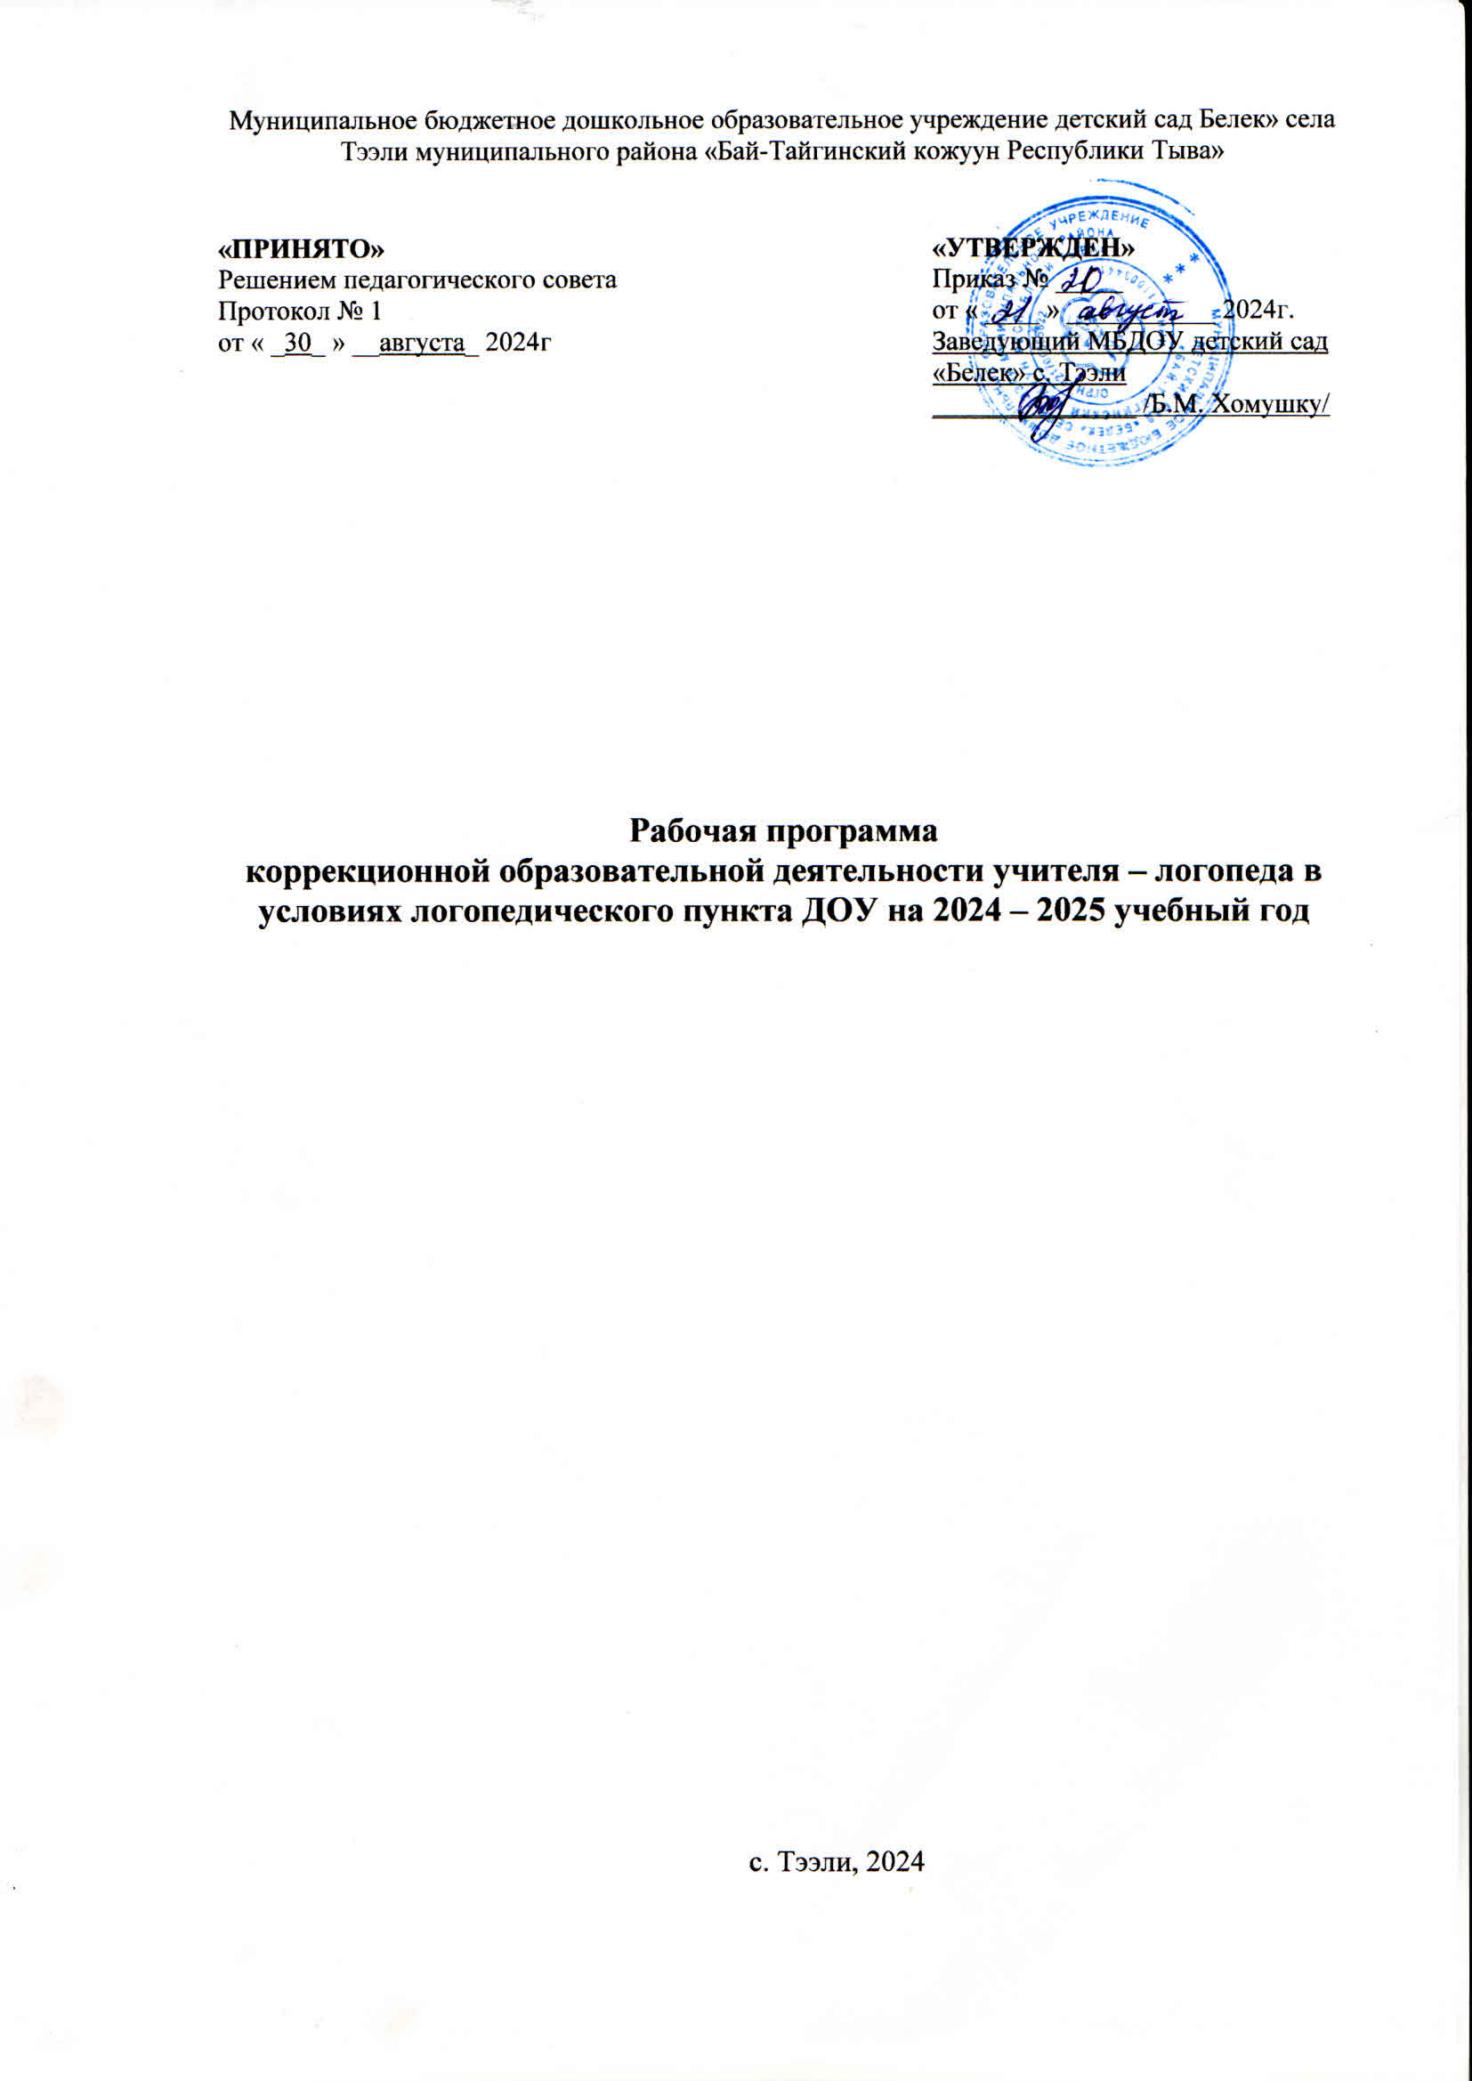 Муниципальное бюджетное дошкольное образовательное учреждение детский сад Белек» села
Тээли муниципального района «Бай-Тайгинский кожуун Республики Тыва»
«ПРИНЯТО»
Решением педагогического совета
Протокол № 1
от « _30_ » __августа_ 2024г
«УТВЕРЖДЕН»
Приказ № 20
от « 21 » август 2024г.
Заведующий МБДОУ детский сад
«Белек» с. Тээли
/Б.М. Хомушку/
Рабочая программа
коррекционной образовательной деятельности учителя – логопеда в
условиях логопедического пункта ДОУ на 2024 – 2025 учебный год
с. Тээли, 2024